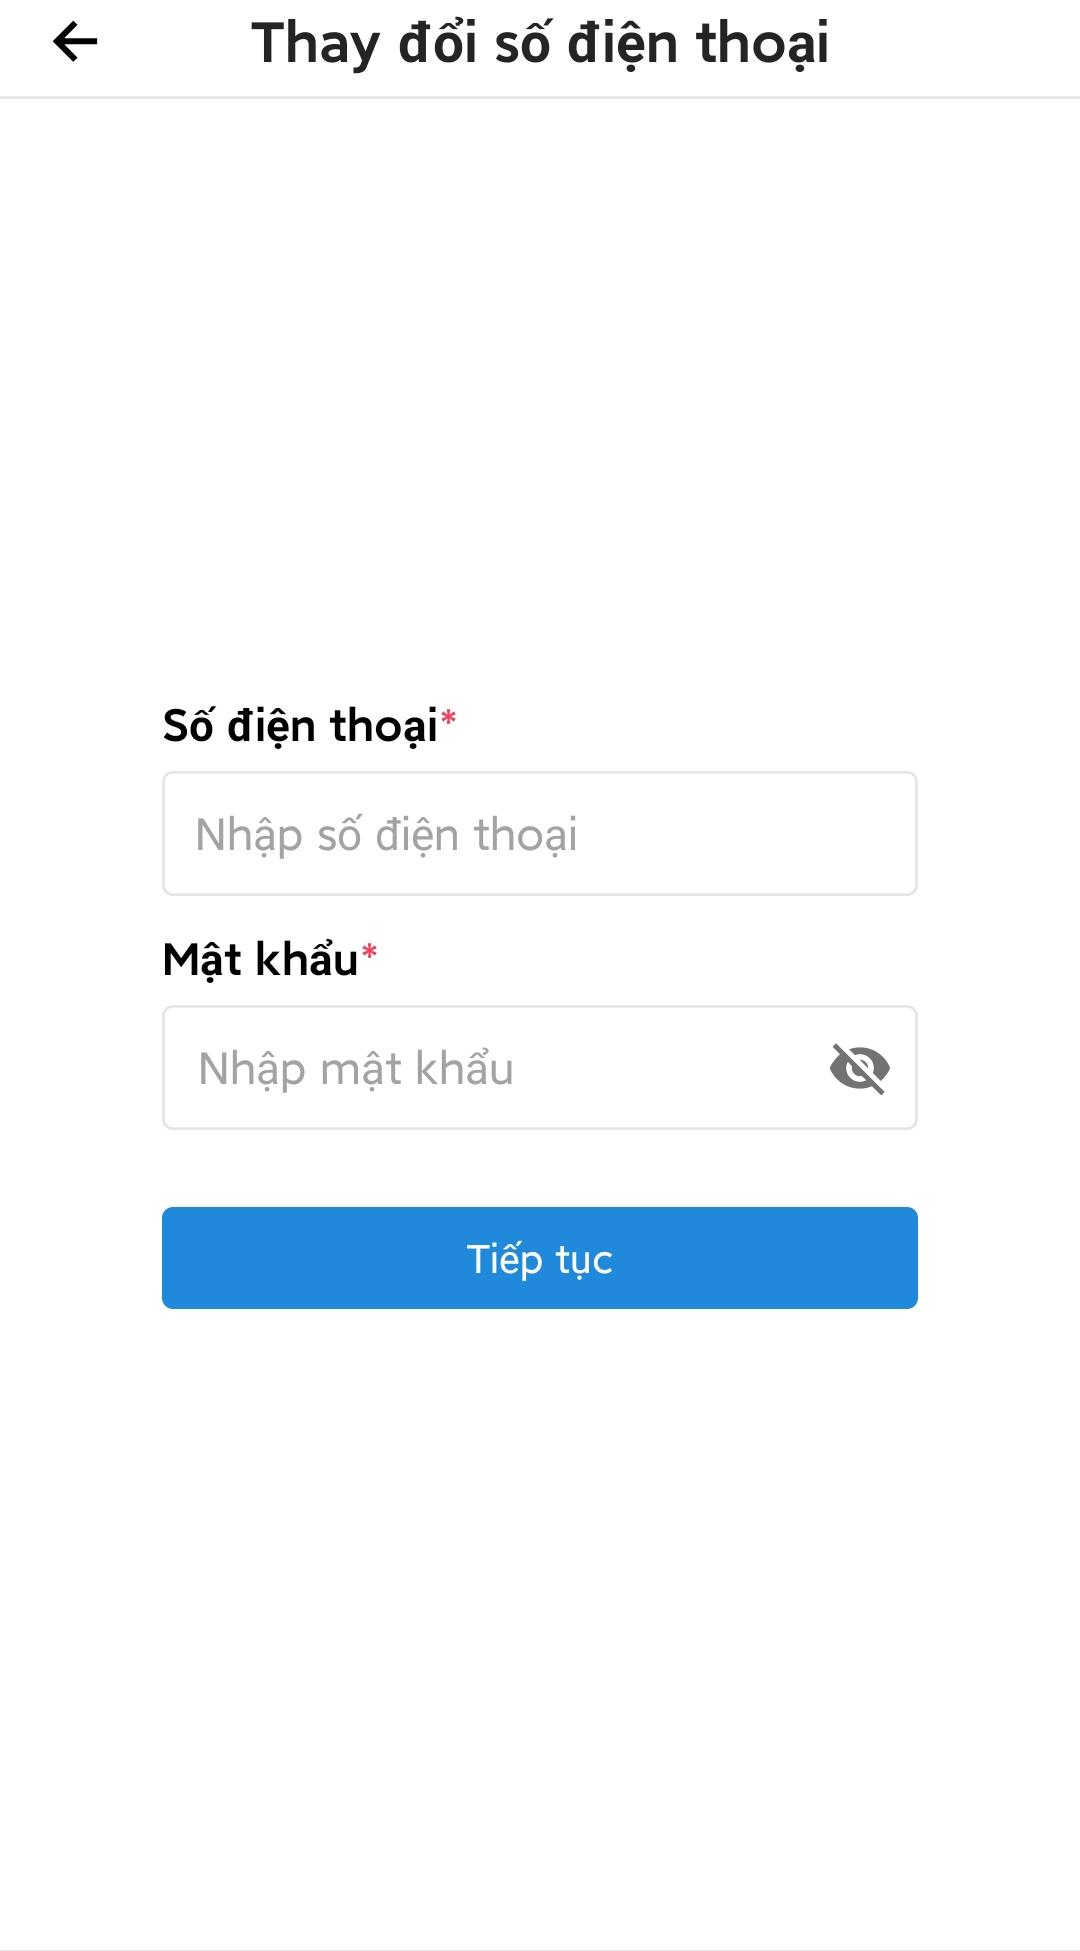 Thay đổi số điện thoại
Số điện thoại*
Nhập số điện thoại
Mật khẩu*
Nhập mật khẩu
Tiếp tục